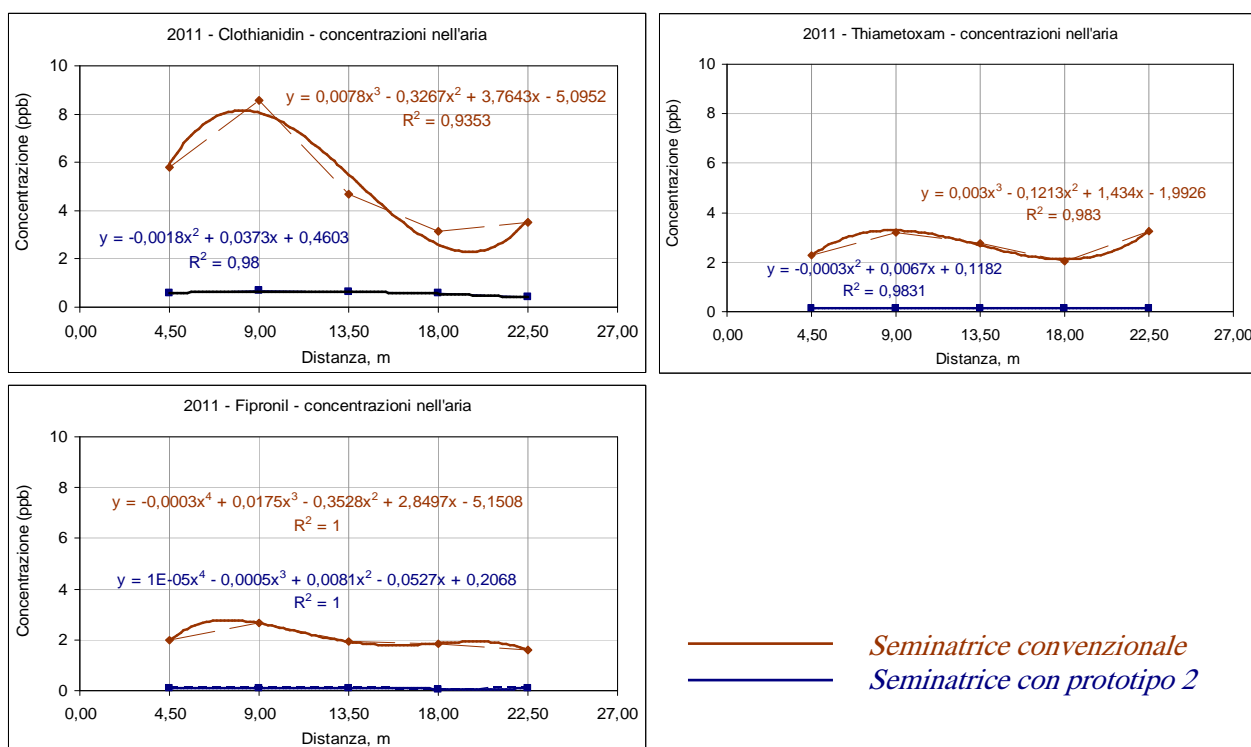 2011 - Clothianidin - concentrazioni nell'aria
Concentrazione (ppb)
10
8
6
4
2
0
y = 0,0078x³ - 0,3267x² + 3,7643x - 5,0952
R² = 0,9353
y = -0,0018x² + 0,0373x + 0,4603
R² = 0,98
0,00 4,50 9,00 13,50 18,00 22,50 27,00
Distanza, m
2011 - Thiametoxam - concentrazioni nell'aria
Concentrazione (ppb)
10
8
6
4
2
0
y = 0,003x³ - 0,1213x² + 1,434x - 1,9926
R² = 0,983
y = -0,0003x² + 0,0067x + 0,1182
R² = 0,9831
0,00 4,50 9,00 13,50 18,00 22,50 27,00
Distanza, m
2011 - Fipronil - concentrazioni nell'aria
Concentrazione (ppb)
10
8
6
4
2
0
y = -0,0003x⁴ + 0,0175x³ - 0,3528x² + 2,8497x - 5,1508
R² = 1
y = 1E-05x⁴ - 0,0005x³ + 0,0081x² - 0,0527x + 0,2068
R² = 1
0,00 4,50 9,00 13,50 18,00 22,50 27,00
Distanza, m
Seminatrice convenzionale
Seminatrice con prototipo 2